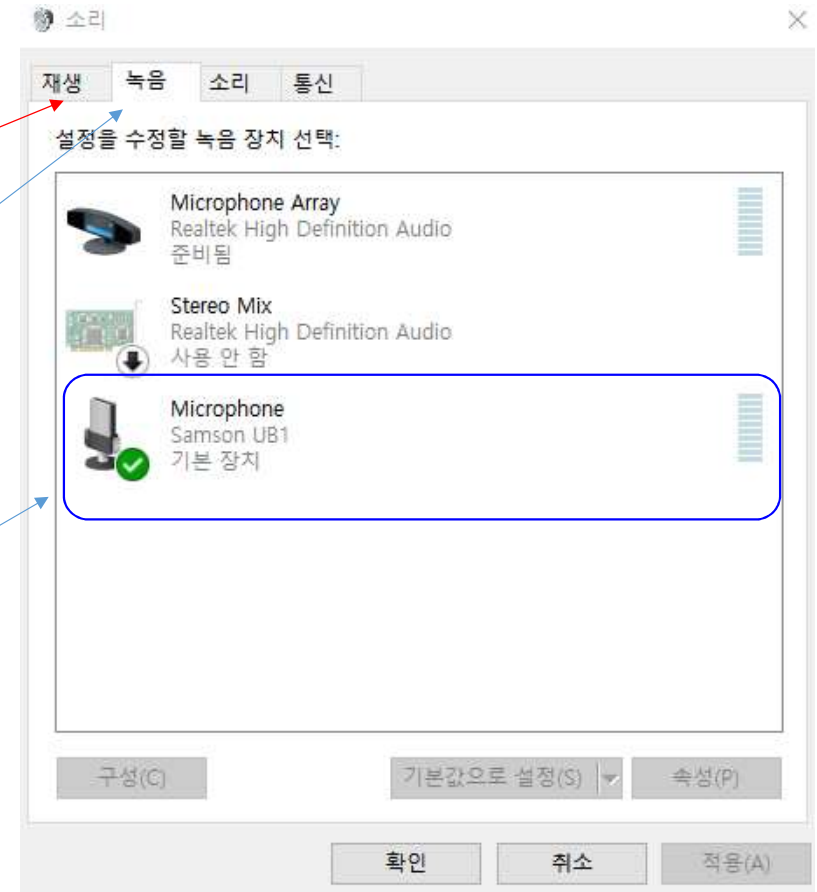 소리
재생 녹음 소리 통신
설정을 수정할 녹음 장치 선택:
Microphone Array
Realtek High Definition Audio
준비됨
Stereo Mix
Realtek High Definition Audio
사용 안 함
Microphone
Samson UB1
기본 장치
구성(C) 기본값으로 설정(S) 속성(P)
확인 취소 적용(A)